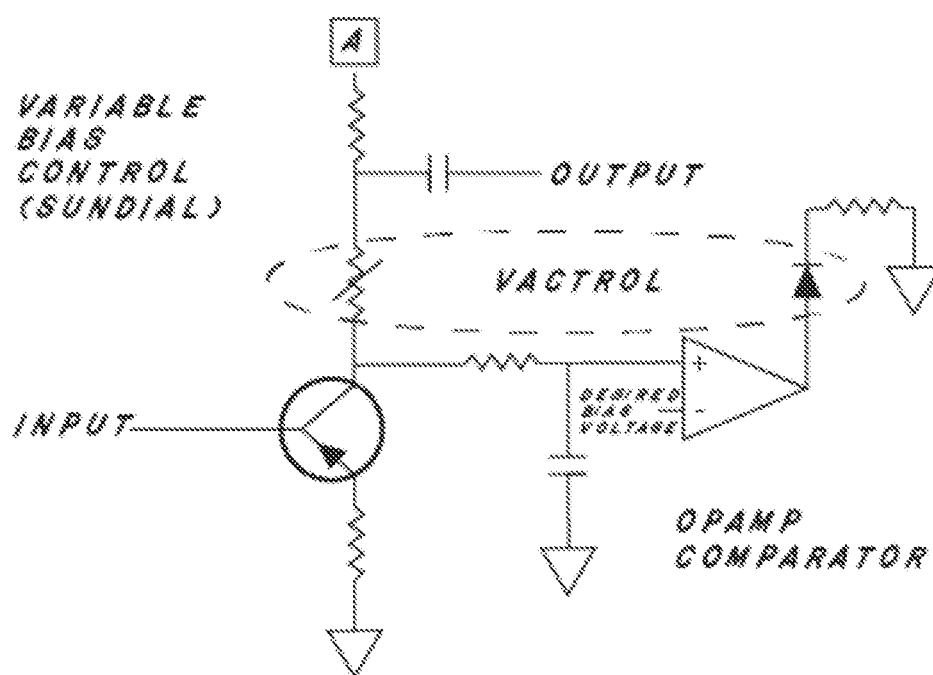 A
VARIABLE
BIAS
CONTROL
(SUNDIAL)
OUTPUT
VACTROL
INPUT
+
DESIRED
BIAS
VOLTAGE
-
OPAMP
COMPARATOR